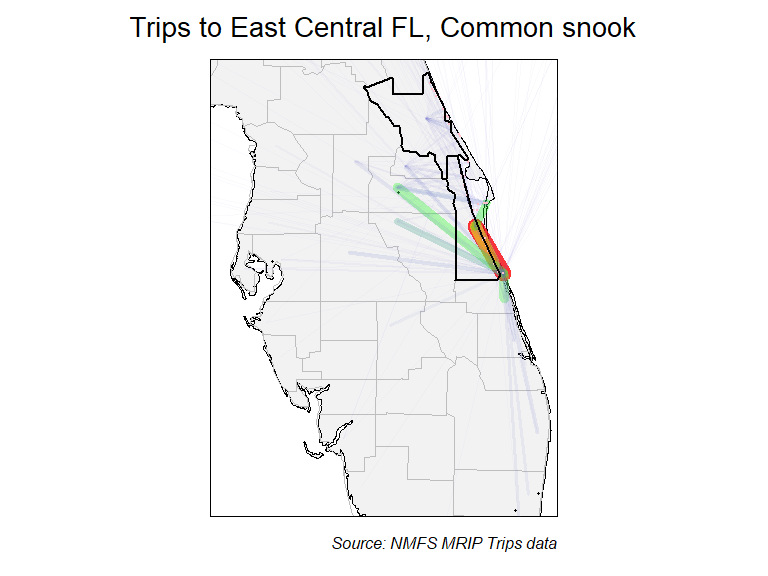 Trips to East Central FL, Common snook
Source: NMFS MRIP Trips data